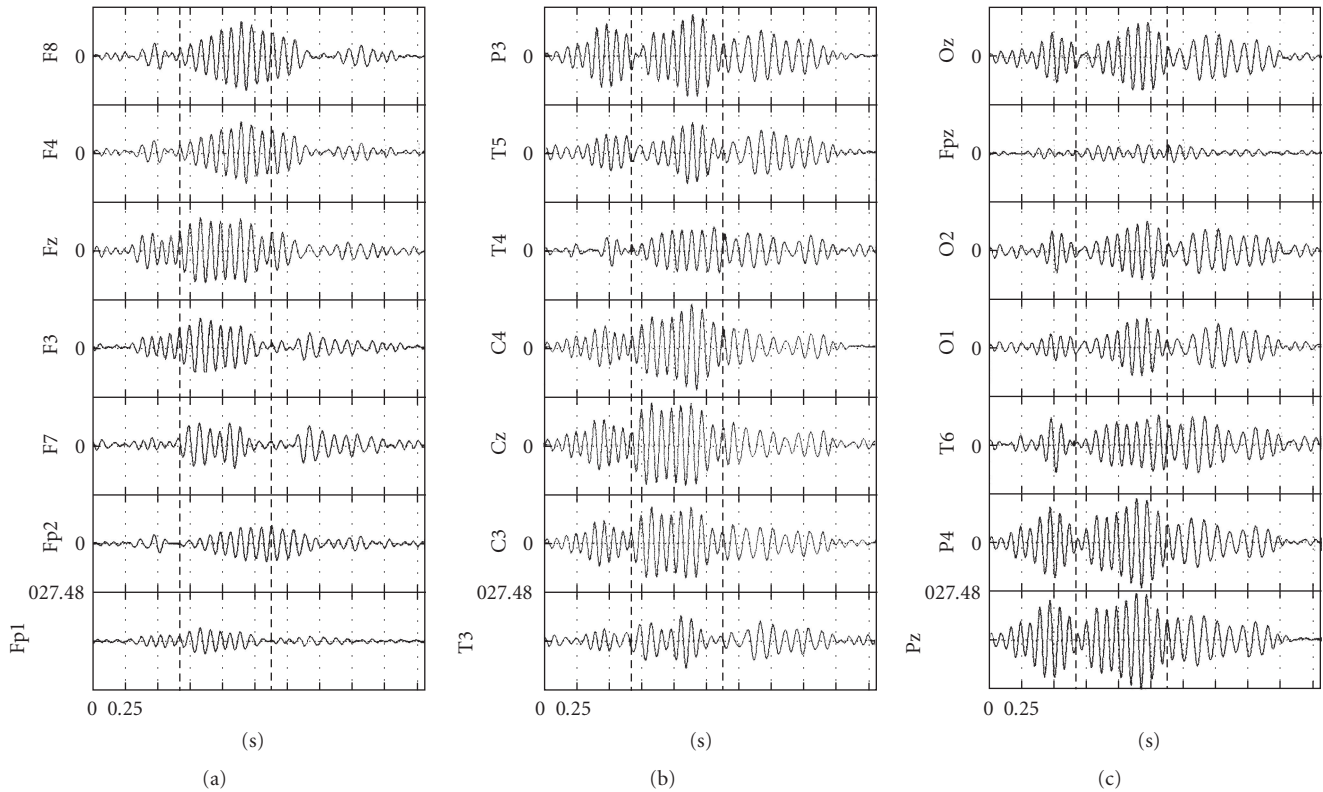 F8 0
F4 0
Fz 0
F3 0
F7 0
Fp2 0
027.48
Fp1
0 0.25
(s)
(a)
P3 0
T5 0
T4 0
C4 0
Cz 0
C3 0
027.48
T3
0 0.25
(s)
(b)
Oz 0
Fpz 0
O2 0
O1 0
T6 0
P4 0
027.48
Pz
0 0.25
(s)
(c)